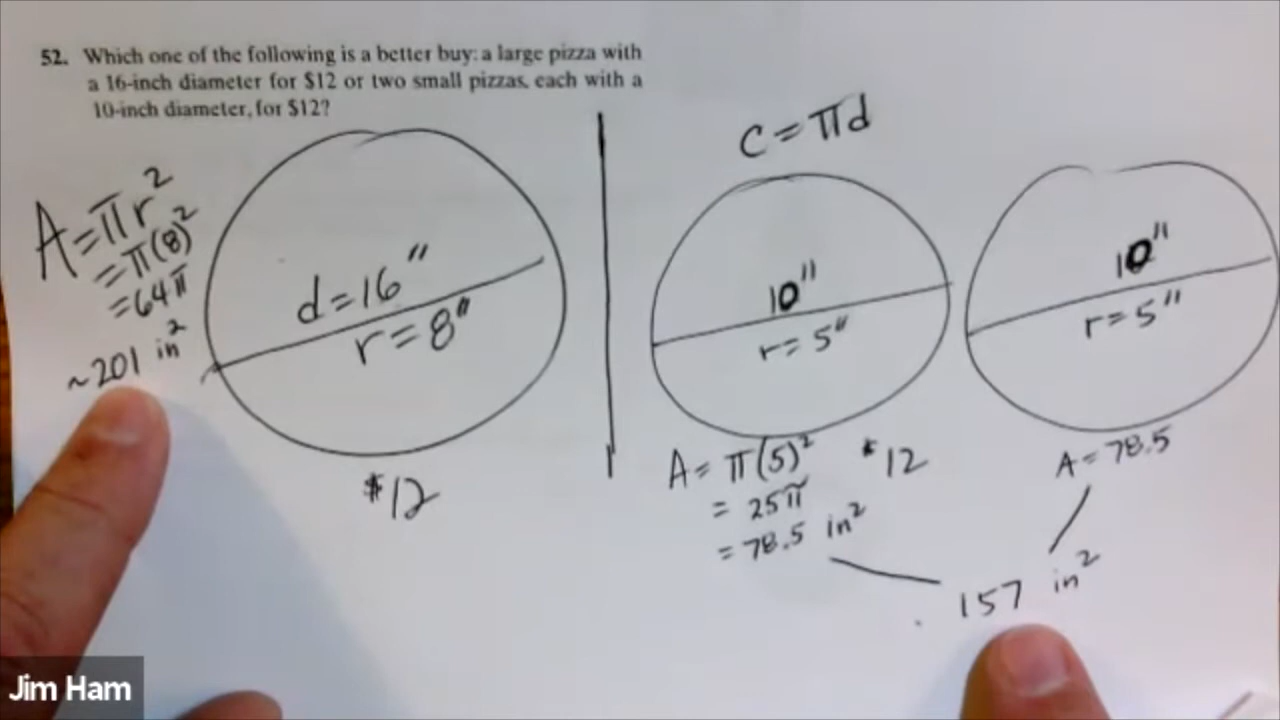 52. Which one of the following is a better buy: a large pizza with
a 16-inch diameter for $12 or two small pizzas, each with a
10-inch diameter, for $12?
A = πr²
= π(8)²
= 64π
~201 in²
d = 16"
r = 8"
$12
C = πd
10"
r = 5"
10"
r = 5"
A = π(5)²
= 25π
= 78.5 in²
$12
A = 78.5
157 in²
Jim Ham